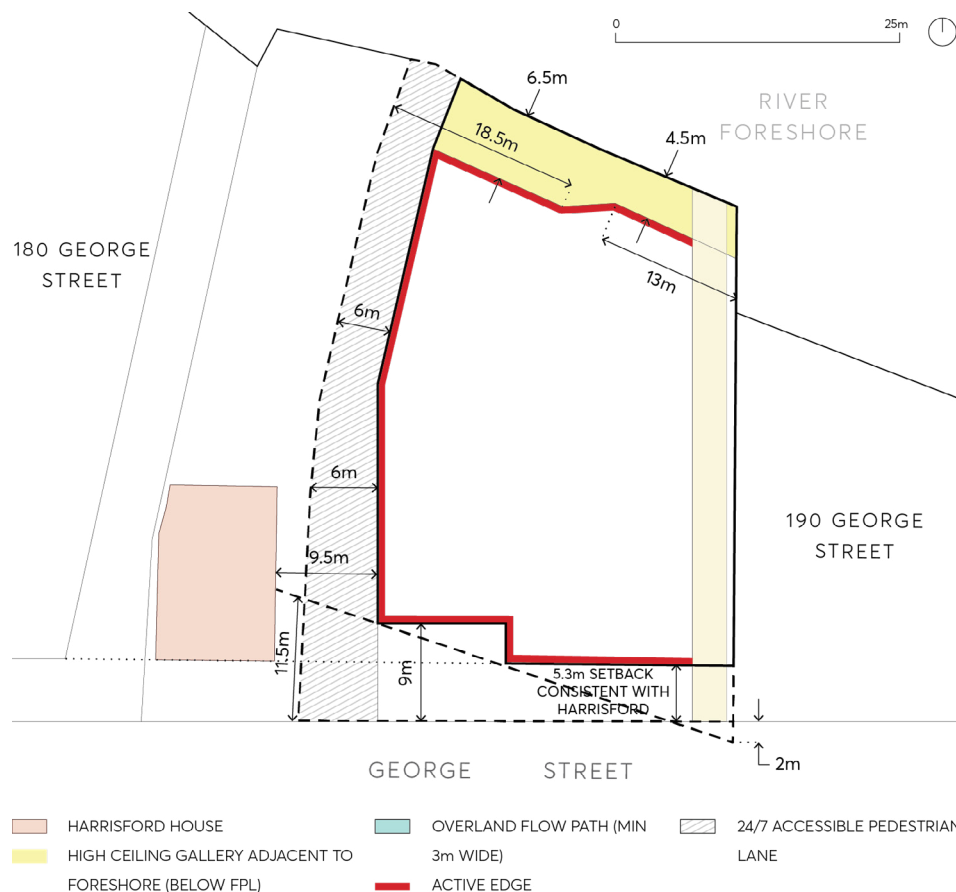 0
25m
6.5m
RIVER
FORESHORE
18.5m
4.5m
180 GEORGE
STREET
13m
6m
6m
190 GEORGE
STREET
9.5m
11.5m
9m
5.3m SETBACK
CONSISTENT WITH
HARRISFORD
2m
GEORGE STREET
HARRISFORD HOUSE
HIGH CEILING GALLERY ADJACENT TO
FORESHORE (BELOW FPL)
OVERLAND FLOW PATH (MIN
3m WIDE)
ACTIVE EDGE
24/7 ACCESSIBLE PEDESTRIAN
LANE